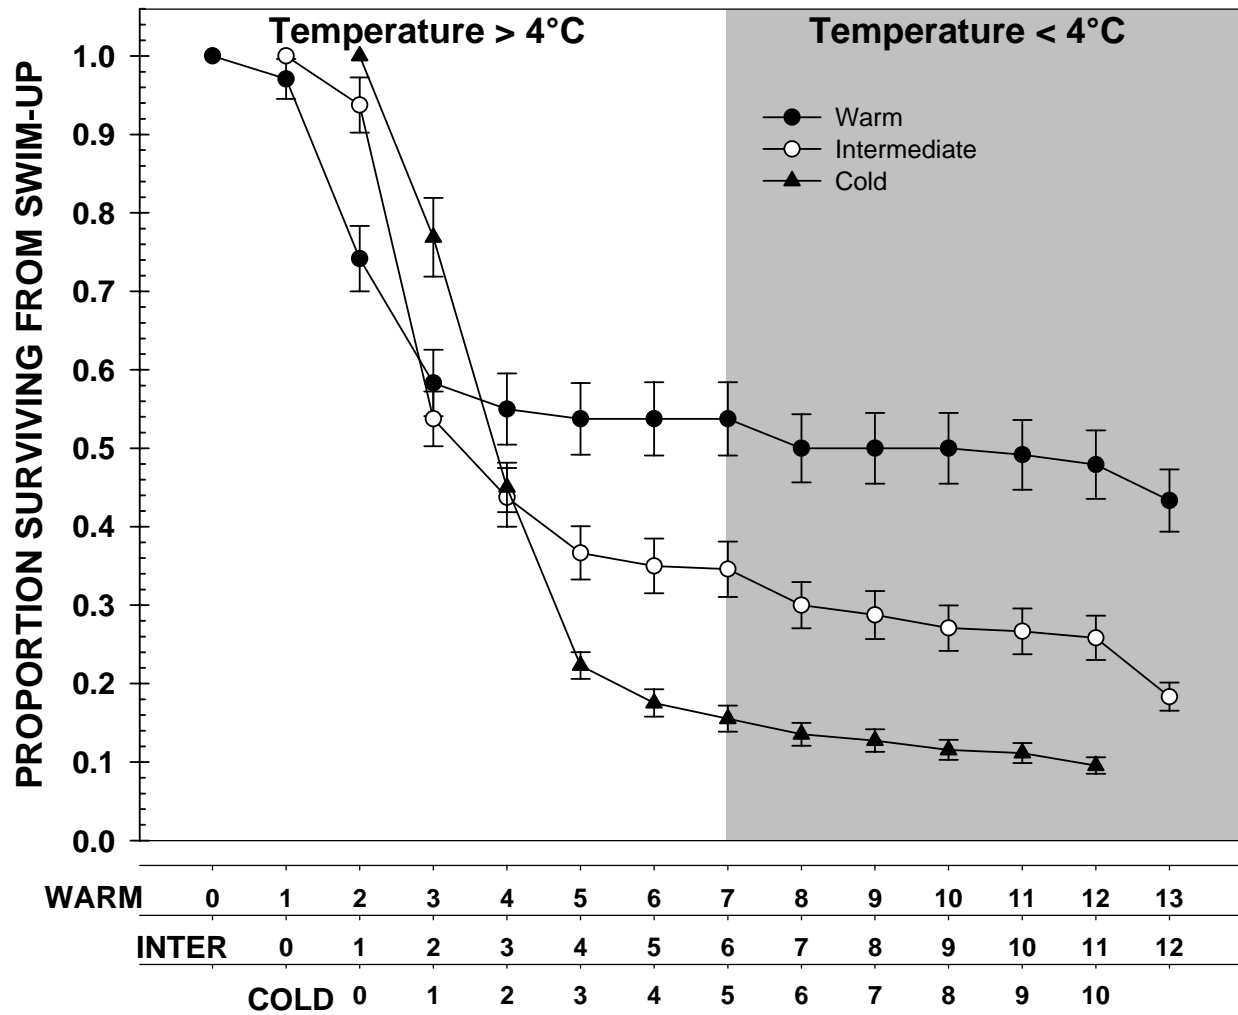 Temperature > 4°C
Temperature < 4°C
PROPORTION SURVIVING FROM SWIM-UP
1.0
0.9
0.8
0.7
0.6
0.5
0.4
0.3
0.2
0.1
0.0
Warm
Intermediate
Cold
WARM 0 1 2 3 4 5 6 7 8 9 10 11 12 13
INTER 0 1 2 3 4 5 6 7 8 9 10 11 12
COLD 0 1 2 3 4 5 6 7 8 9 10